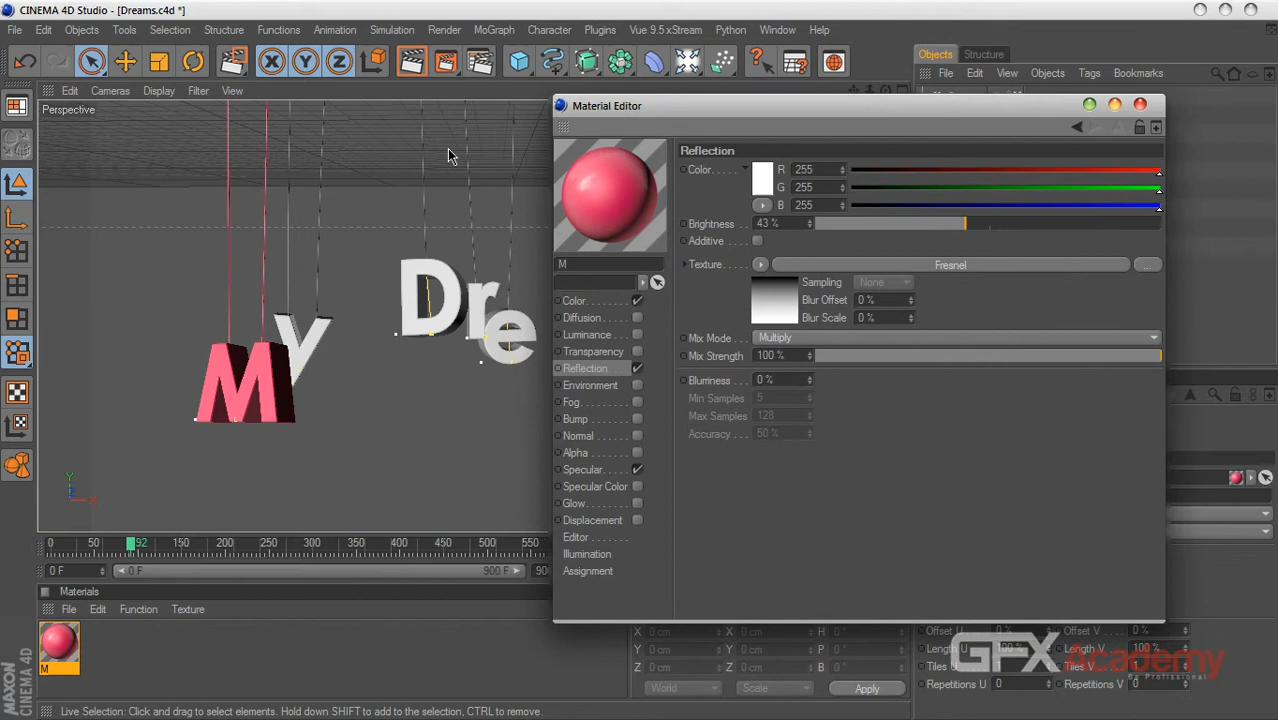 CINEMA 4D Studio - [Dreams.c4d *]
File Edit Objects Tools Selection Structure Functions Animation Simulation Render MoGraph Character Plugins Vue 9.5 xStream Python Window Help
Objects Structure
File Edit View Objects Tags Bookmarks
Edit Cameras Display Filter View
Perspective
Material Editor
Reflection
Color R 255
G 255
B 255
Brightness 43 %
Additive
Texture Fresnel ...
Sampling None
Blur Offset 0 %
Blur Scale 0 %
Mix Mode Multiply
Mix Strength 100 %
Blurriness 0 %
Min Samples 5
Max Samples 128
Accuracy 50 %
M
Color
Diffusion
Luminance
Transparency
Reflection
Environment
Fog
Bump
Normal
Alpha
Specular
Specular Color
Glow
Displacement
Editor
Illumination
Assignment
My Dre
Y
X
0 50 92 150 200 250 300 350 400 450 500 550
0 F 0 F 900 F 90
Materials
File Edit Function Texture
M
X 0 cm X 0 cm H 0 °
Y 0 cm Y 0 cm P 0 °
Z 0 cm Z 0 cm B 0 °
World Scale Apply
Offset U 0 % Offset V 0 %
Length U 100 % Length V 100 %
Tiles U 1 Tiles V
Repetitions U 0 Repetitions V 0
GFX Academy
By Professional
MAXON
CINEMA 4D
Live Selection: Click and drag to select elements. Hold down SHIFT to add to the selection, CTRL to remove.